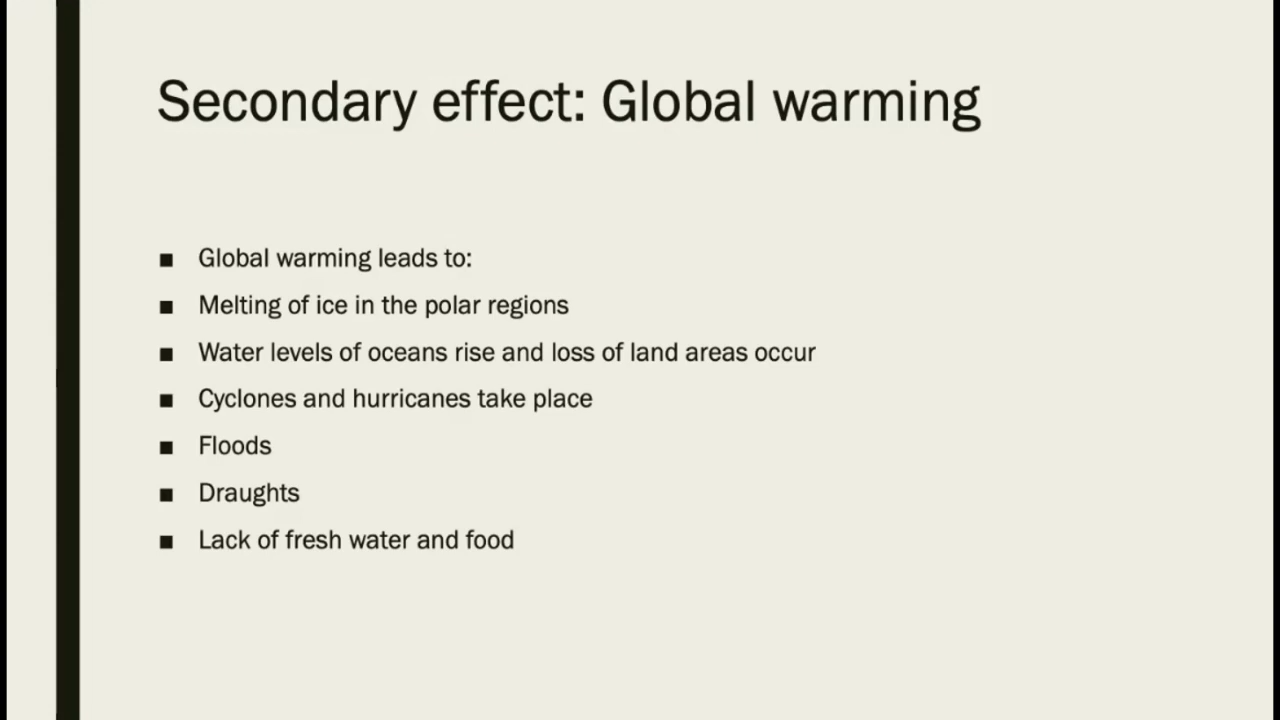 Secondary effect: Global warming
■ Global warming leads to:
■ Melting of ice in the polar regions
■ Water levels of oceans rise and loss of land areas occur
■ Cyclones and hurricanes take place
■ Floods
■ Draughts
■ Lack of fresh water and food